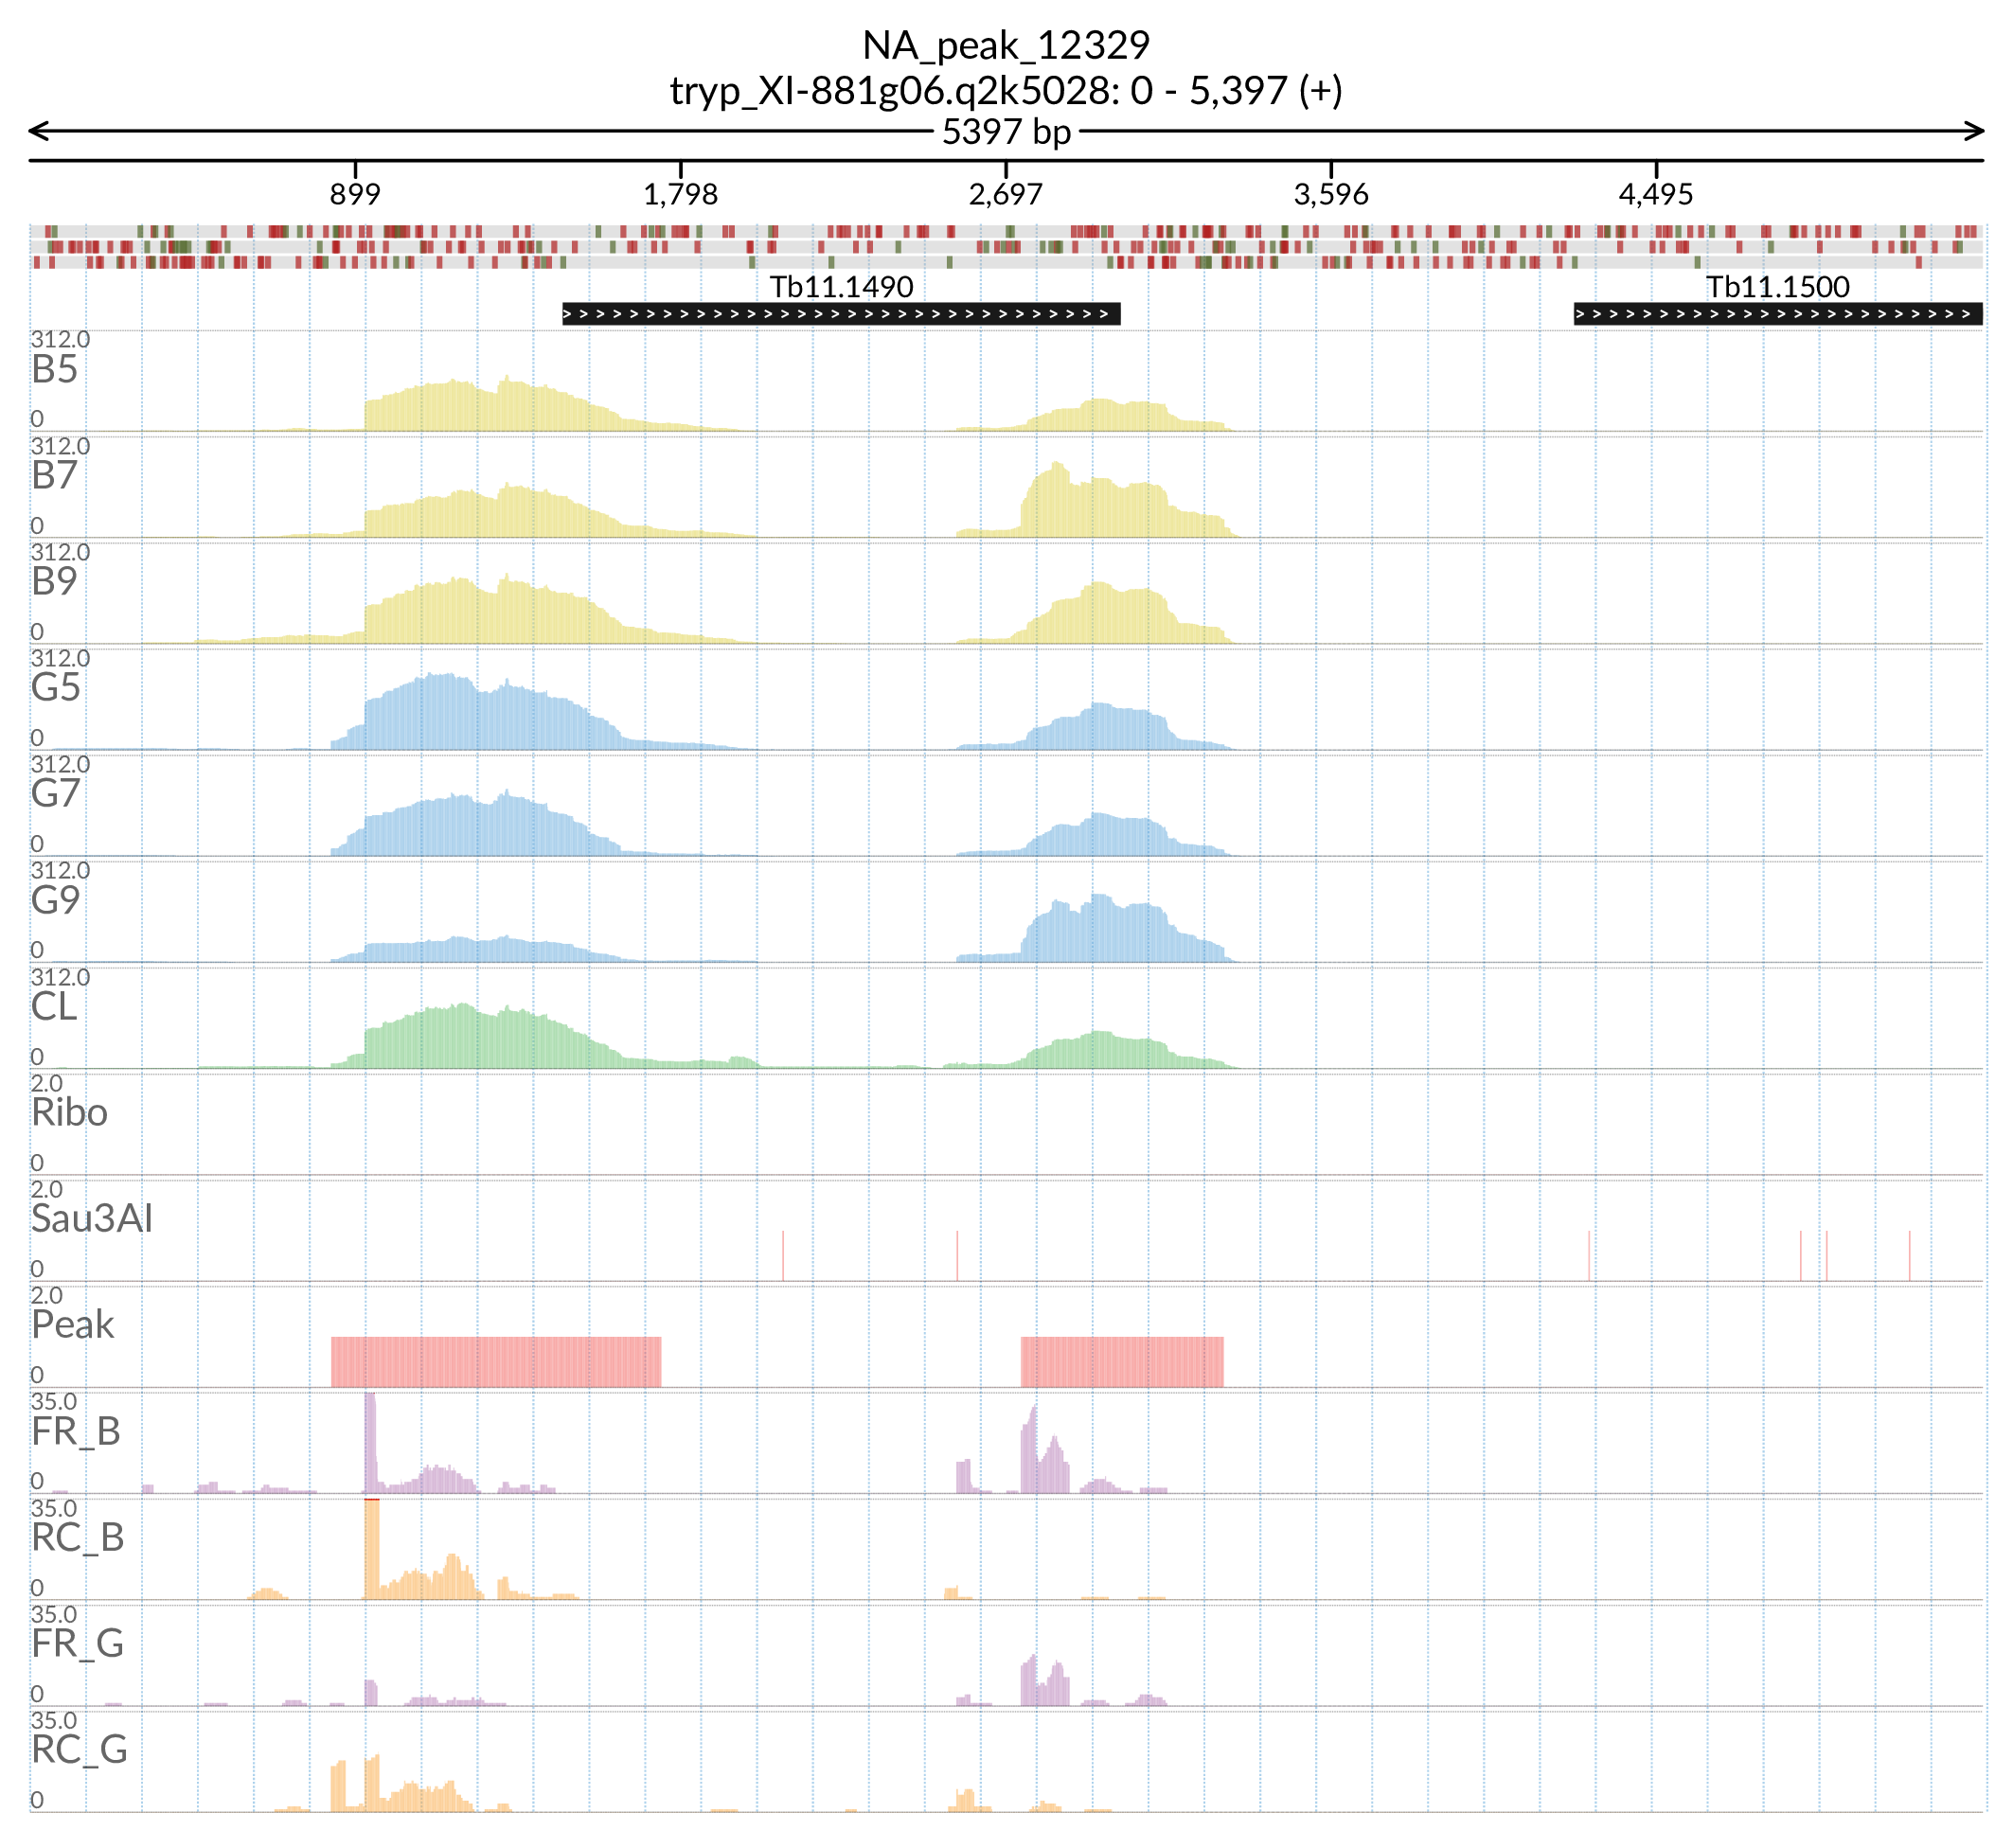 NA_peak_12329
tryp_XI-881g06.q2k5028: 0 - 5,397 (+)
5397 bp
899 1,798 2,697 3,596 4,495
Tb11.1490 Tb11.1500
312.0
B5
0
312.0
B7
0
312.0
B9
0
312.0
G5
0
312.0
G7
0
312.0
G9
0
312.0
CL
0
2.0
Ribo
0
2.0
Sau3AI
0
2.0
Peak
0
35.0
FR_B
0
35.0
RC_B
0
35.0
FR_G
0
35.0
RC_G
0